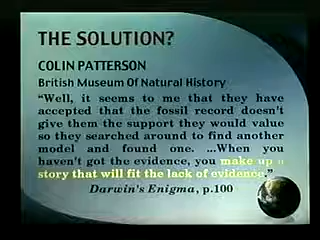 THE SOLUTION?
COLIN PATTERSON
British Museum Of Natural History
“Well, it seems to me that they have
accepted that the fossil record doesn’t
give them the support they would value
so they searched around to find another
model and found one. ...When you
haven’t got the evidence, you make up a
story that will fit the lack of evidence.”
Darwin’s Enigma, p.100